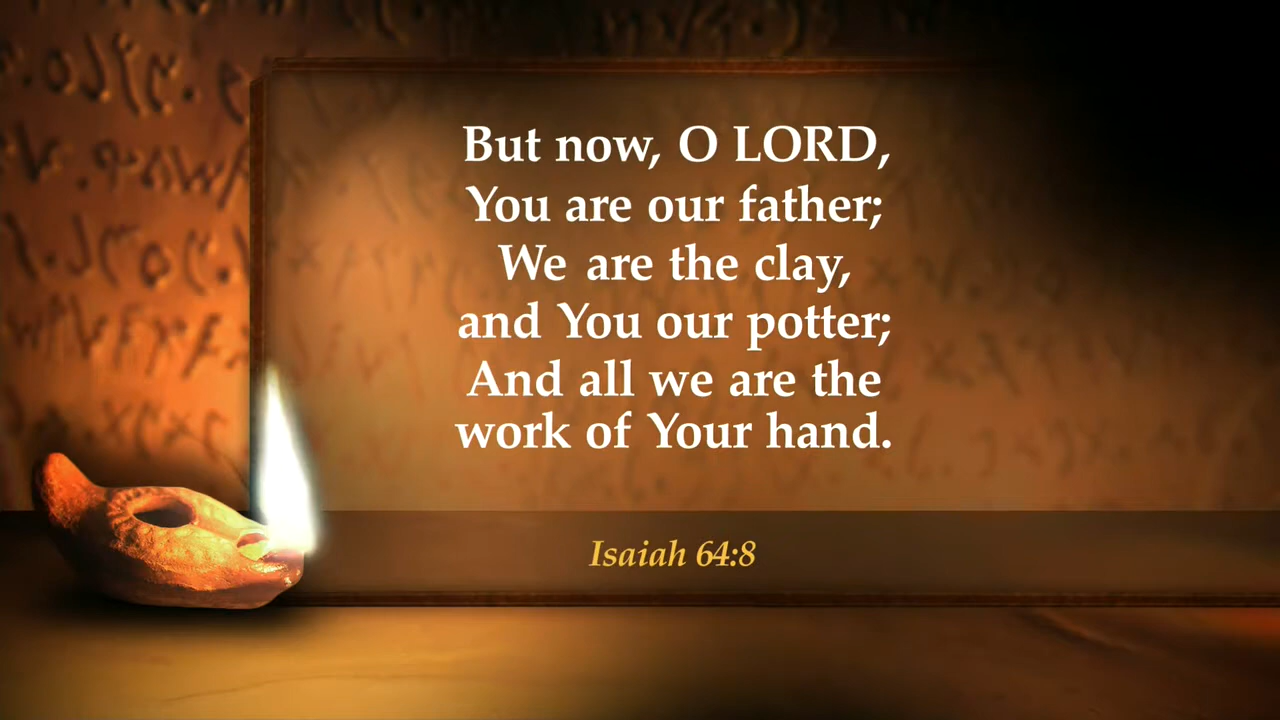 But now, O LORD,
You are our father;
We are the clay,
and You our potter;
And all we are the
work of Your hand.
Isaiah 64:8